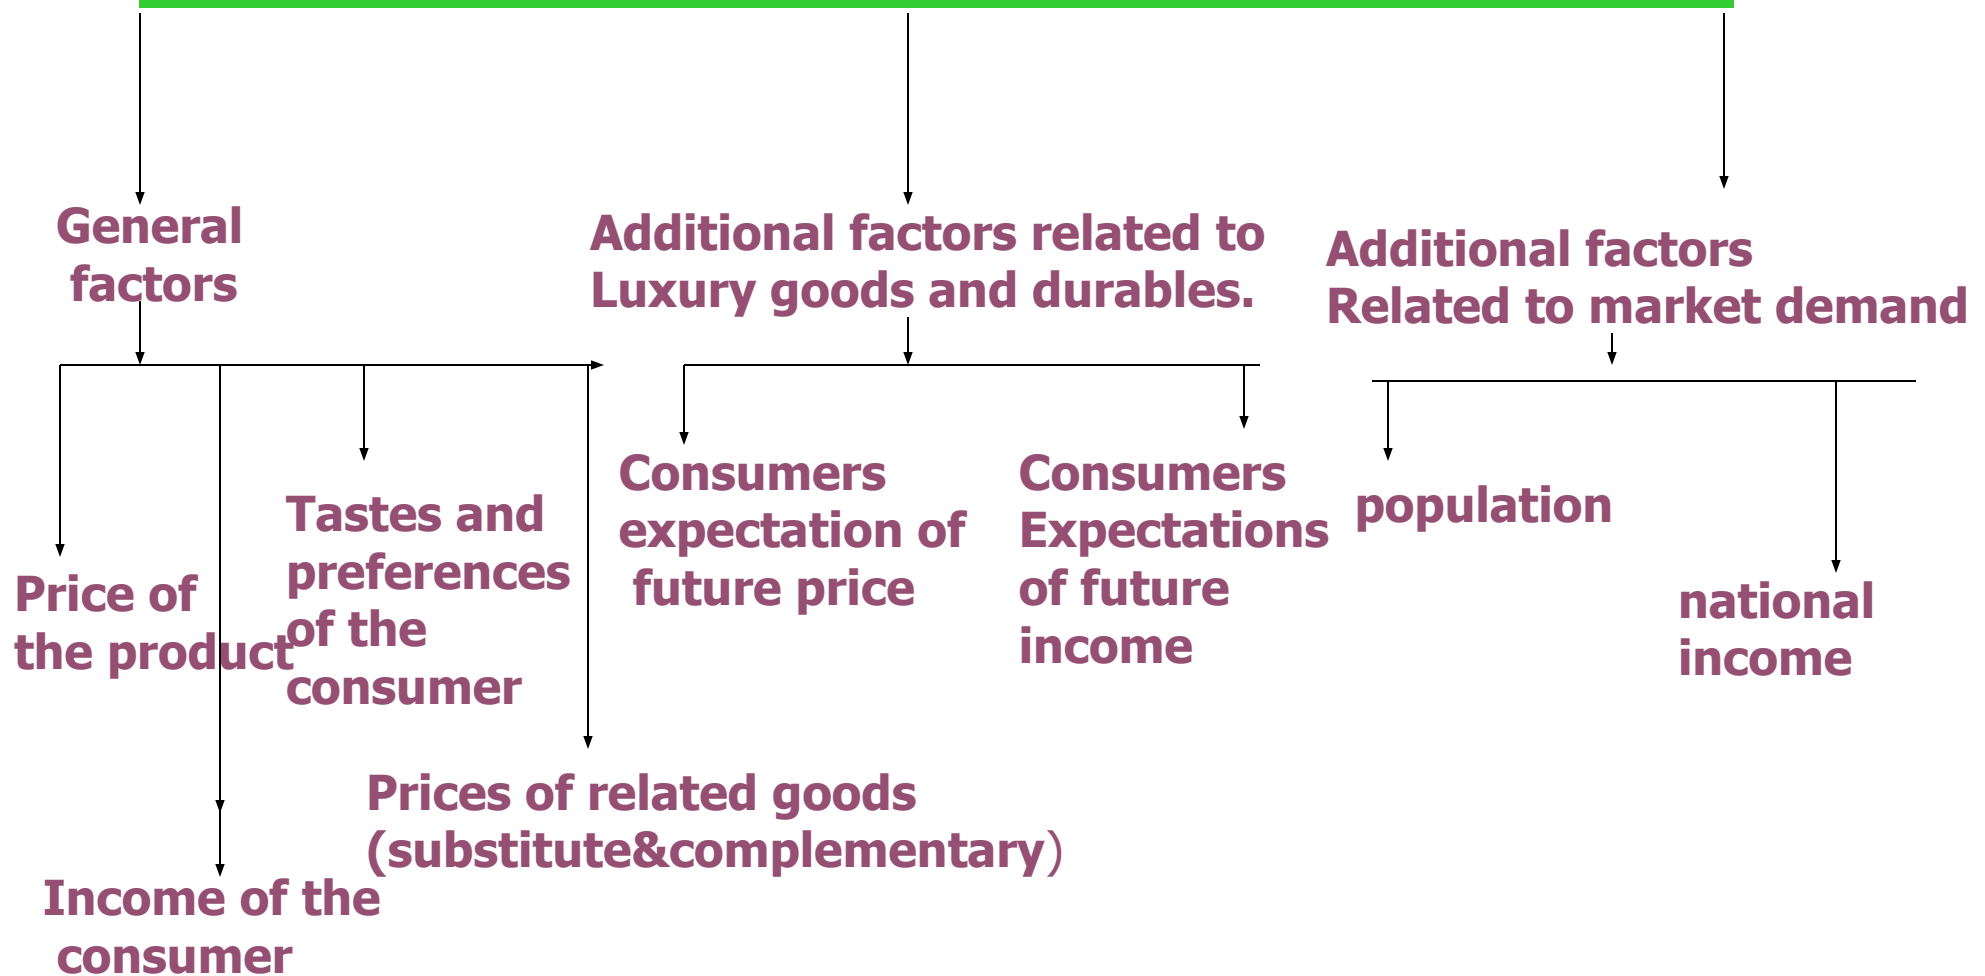 General
factors
Additional factors related to
Luxury goods and durables.
Additional factors
Related to market demand
Price of
the product
Income of the
consumer
Tastes and
preferences
of the
consumer
Prices of related goods
(substitute&complementary)
Consumers
expectation of
future price
Consumers
Expectations
of future
income
population
national
income